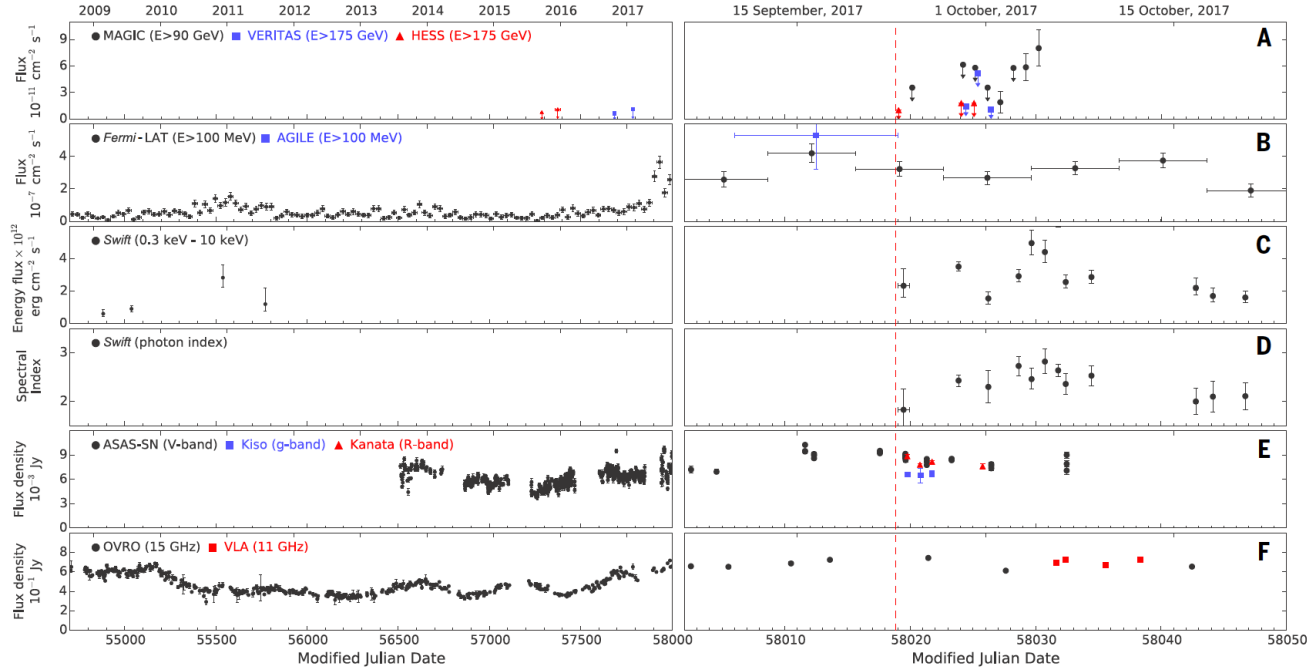 2009 2010 2011 2012 2013 2014 2015 2016 2017 15 September, 2017 1 October, 2017 15 October, 2017
MAGIC (E>90 GeV) VERITAS (E>175 GeV) HESS (E>175 GeV)
A
Flux
10⁻¹¹ cm⁻² s⁻¹
9
6
3
0
Fermi-LAT (E>100 MeV) AGILE (E>100 MeV)
B
Flux
10⁻⁷ cm⁻² s⁻¹
4
2
0
Swift (0.3 keV - 10 keV)
C
Energy flux × 10¹²
erg cm⁻² s⁻¹
4
2
0
Swift (photon index)
D
Spectral
Index
3
2
ASAS-SN (V-band) Kiso (g-band) Kanata (R-band)
E
Flux density
10⁻³ Jy
9
6
3
0
OVRO (15 GHz) VLA (11 GHz)
F
Flux density
10⁻¹ Jy
8
6
4
2
0
55000 55500 56000 56500 57000 57500 58000 58010 58020 58030 58040 58050
Modified Julian Date Modified Julian Date